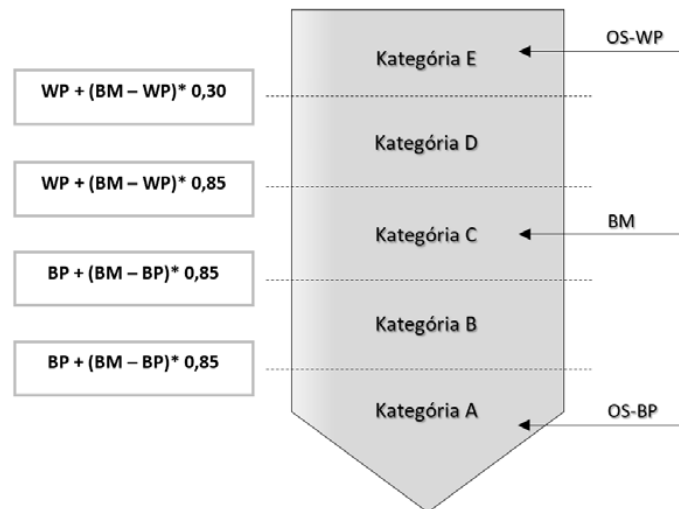 Kategória E
OS-WP
WP + (BM – WP)* 0,30
Kategória D
WP + (BM – WP)* 0,85
Kategória C
BM
BP + (BM – BP)* 0,85
Kategória B
BP + (BM – BP)* 0,85
Kategória A
OS-BP